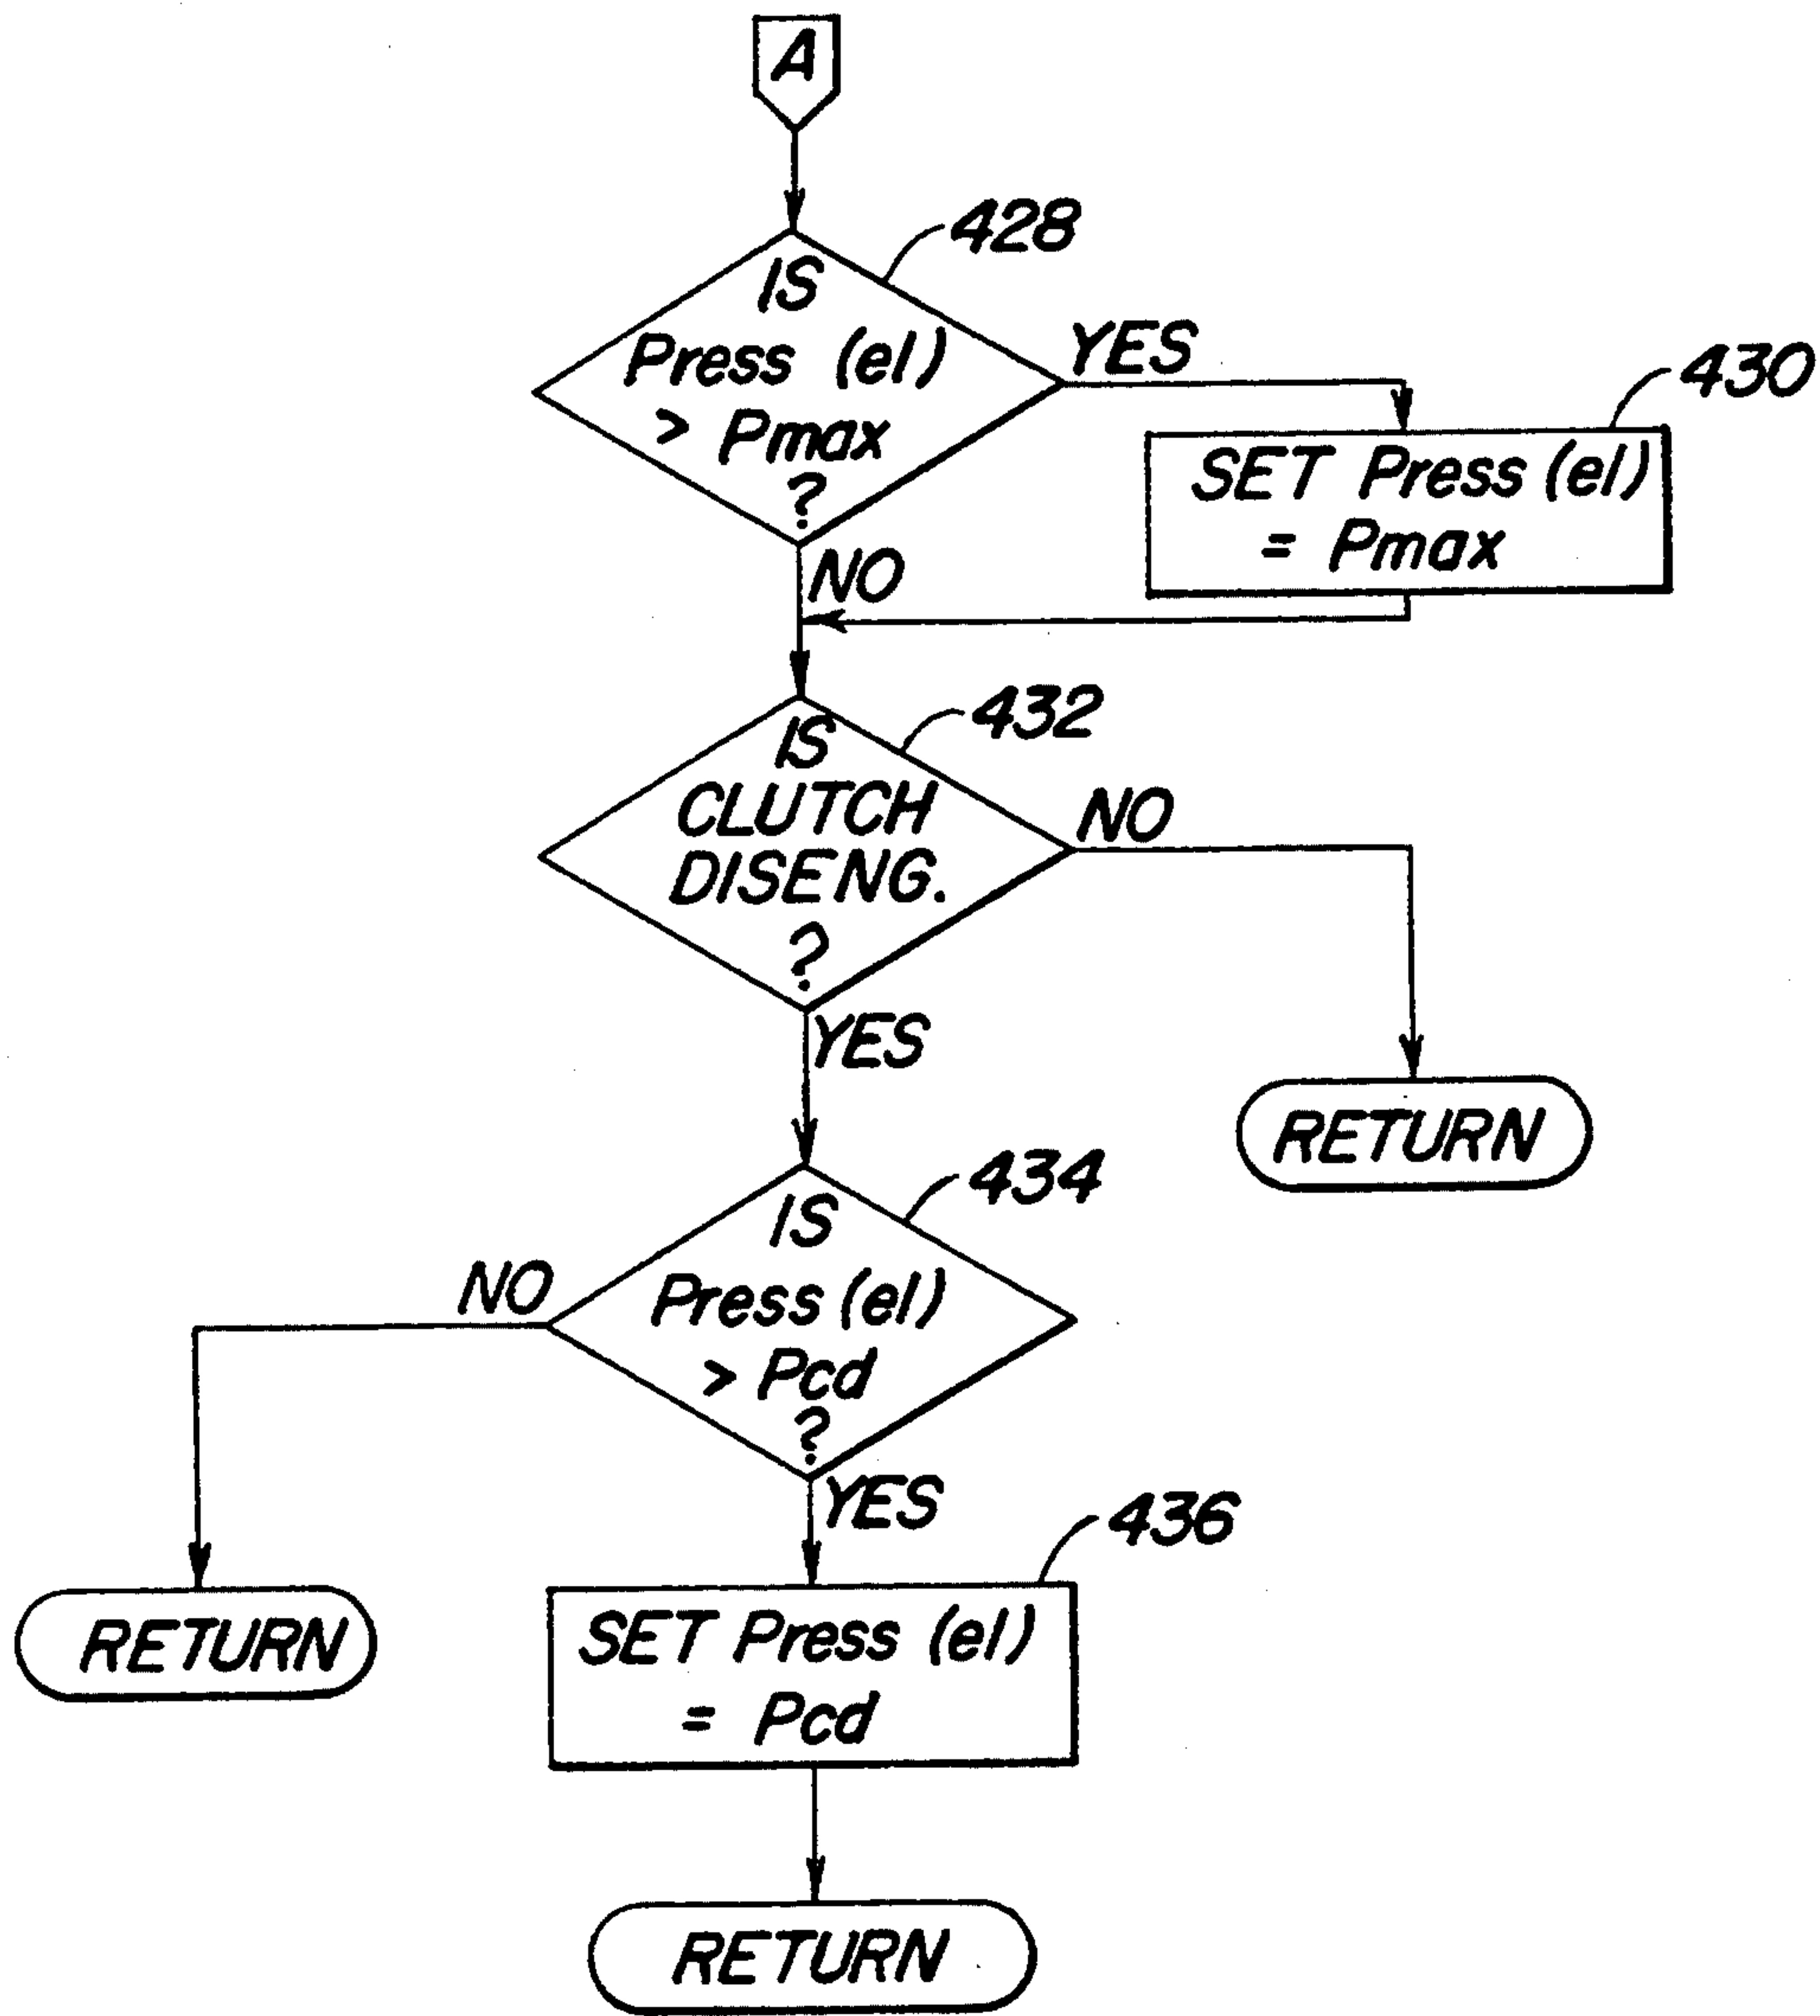 A
428
IS
Press (el)
> Pmax
?
YES
430
SET Press (el)
= Pmax
NO
432
IS
CLUTCH
DISENG.
?
NO
YES
RETURN
434
IS
Press (el)
> Pcd
?
NO
YES
436
RETURN
SET Press (el)
= Pcd
RETURN